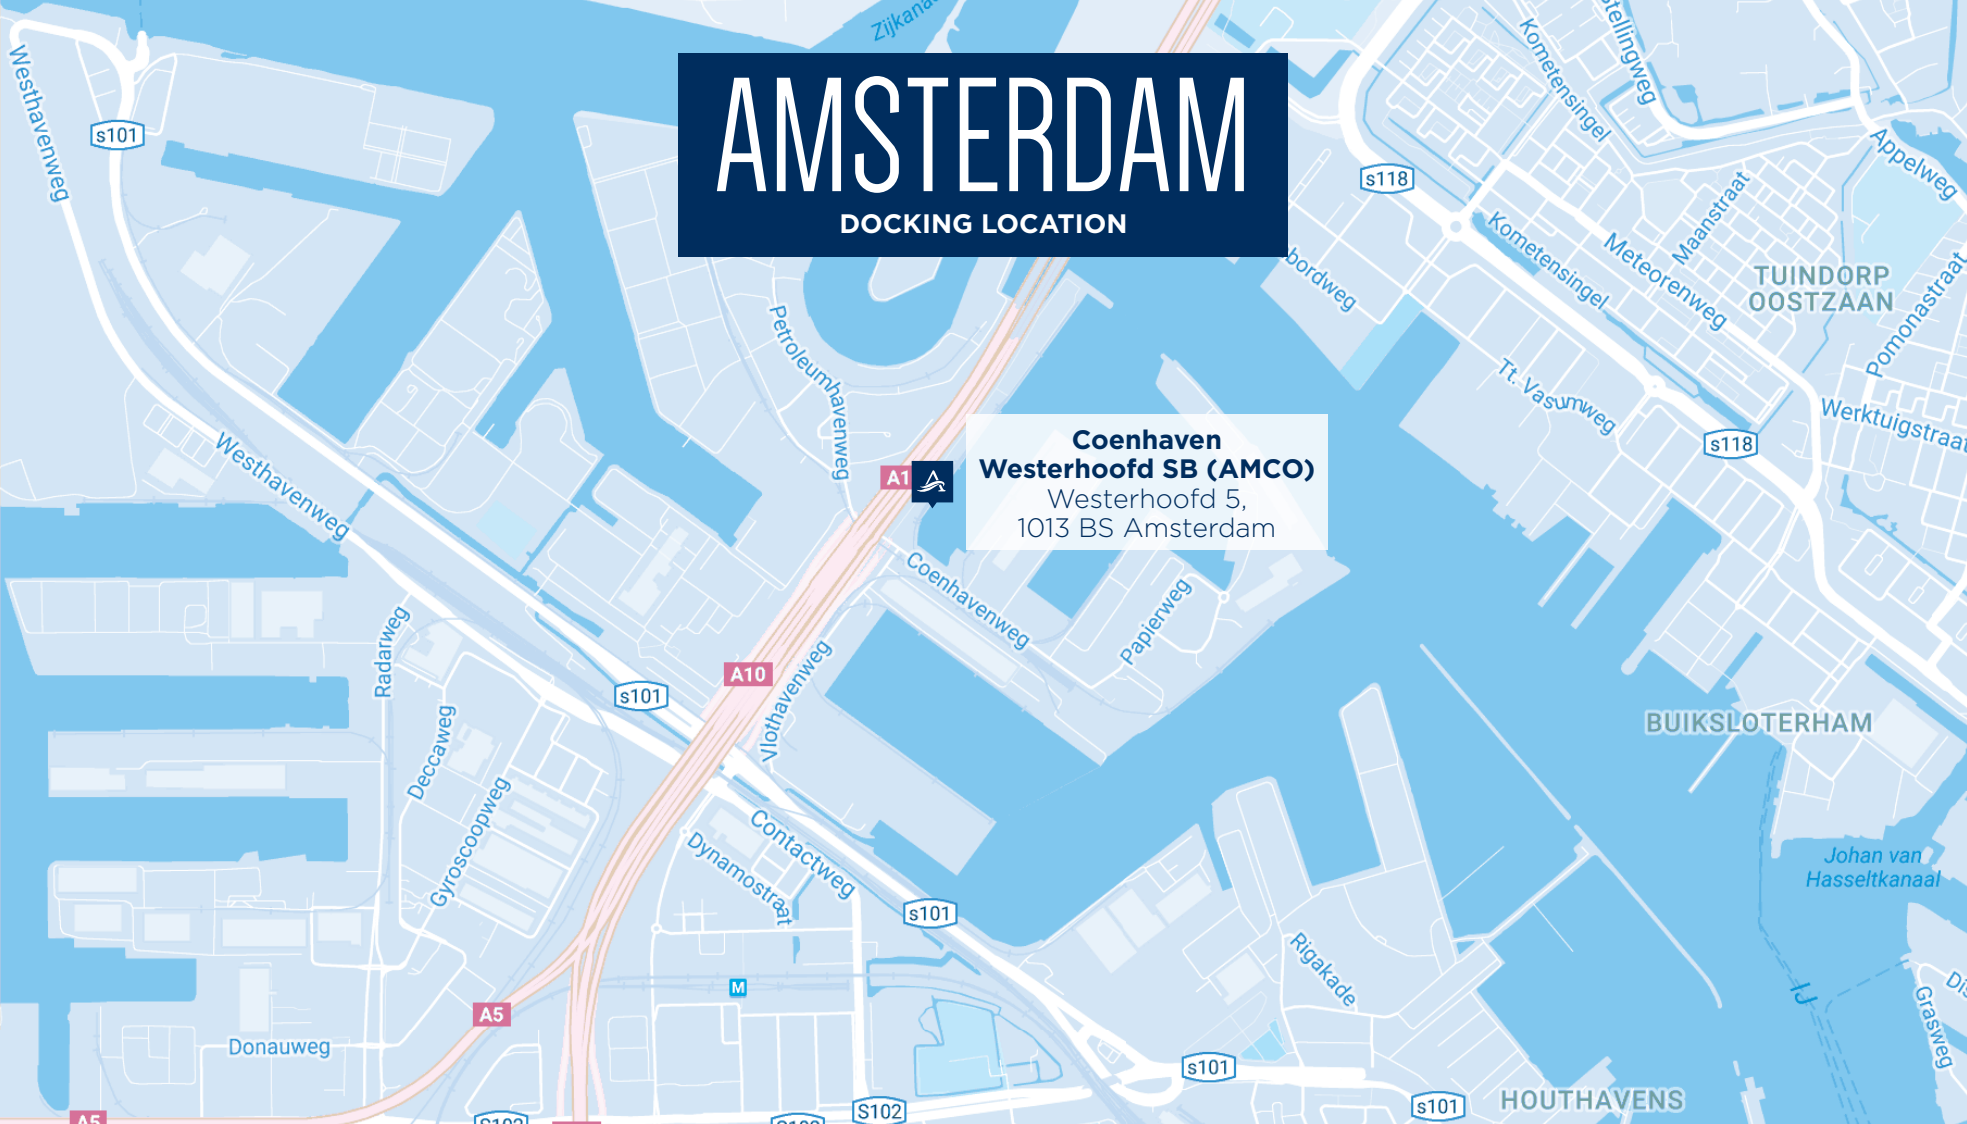 Zijkana
AMSTERDAM
DOCKING LOCATION
Westhavenweg
s101
s118
Kometensingel
stellingweg
Appelweg
Maanstraat
Kometensingel
Meteorenweg
TUINDORP
OOSTZAAN
Pomonastraat
bordweg
Petroleumhavenweg
Tt. Vasumweg
Werktuigstraat
s118
Coenhaven
Westerhoofd SB (AMCO)
Westerhoofd 5,
1013 BS Amsterdam
A1
Westhavenweg
Coenhavenweg
Papierweg
Radarweg
A10
s101
Vlothavenweg
Deccaweg
Gyroscoopweg
BUIKSLOTERHAM
Contactweg
Dynamostraat
Johan van
Hasseltkanaal
s101
Rigakade
M
IJ
Grasweg
A5
Donauweg
s101
HOUTHAVENS
s101
S102
A5